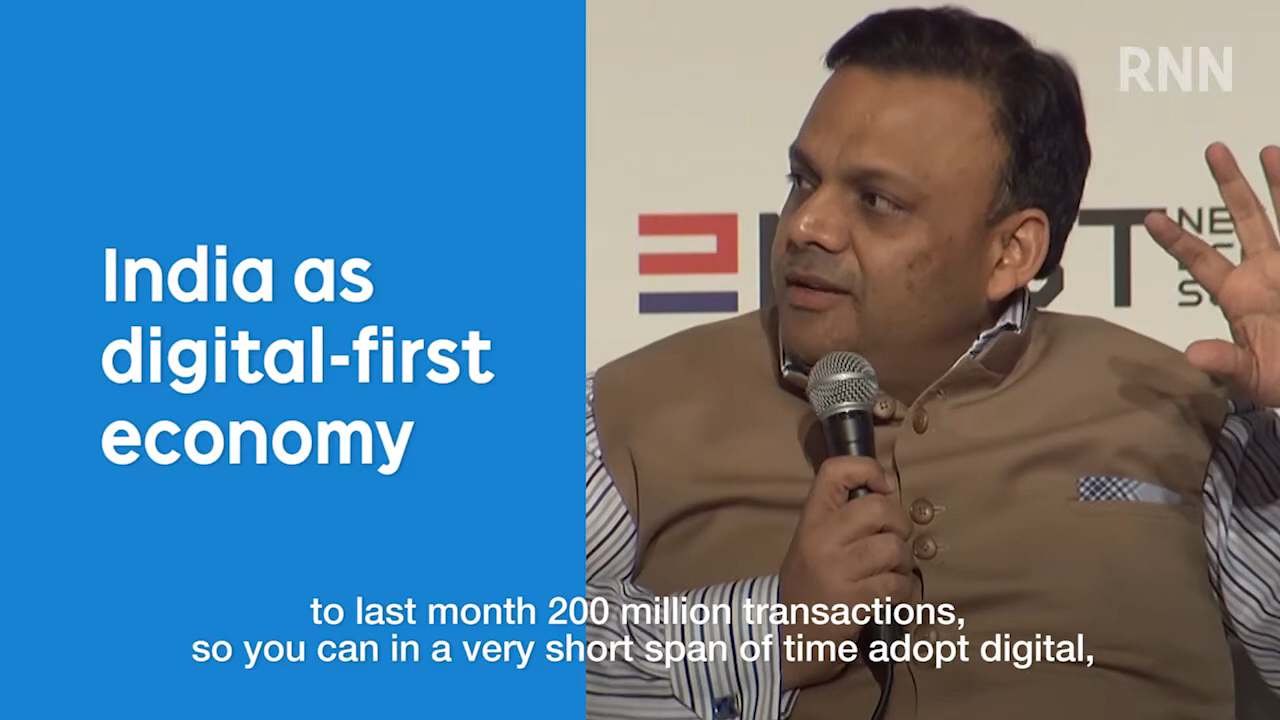 RNN
India as
digital-first
economy
to last month 200 million transactions,
so you can in a very short span of time adopt digital,